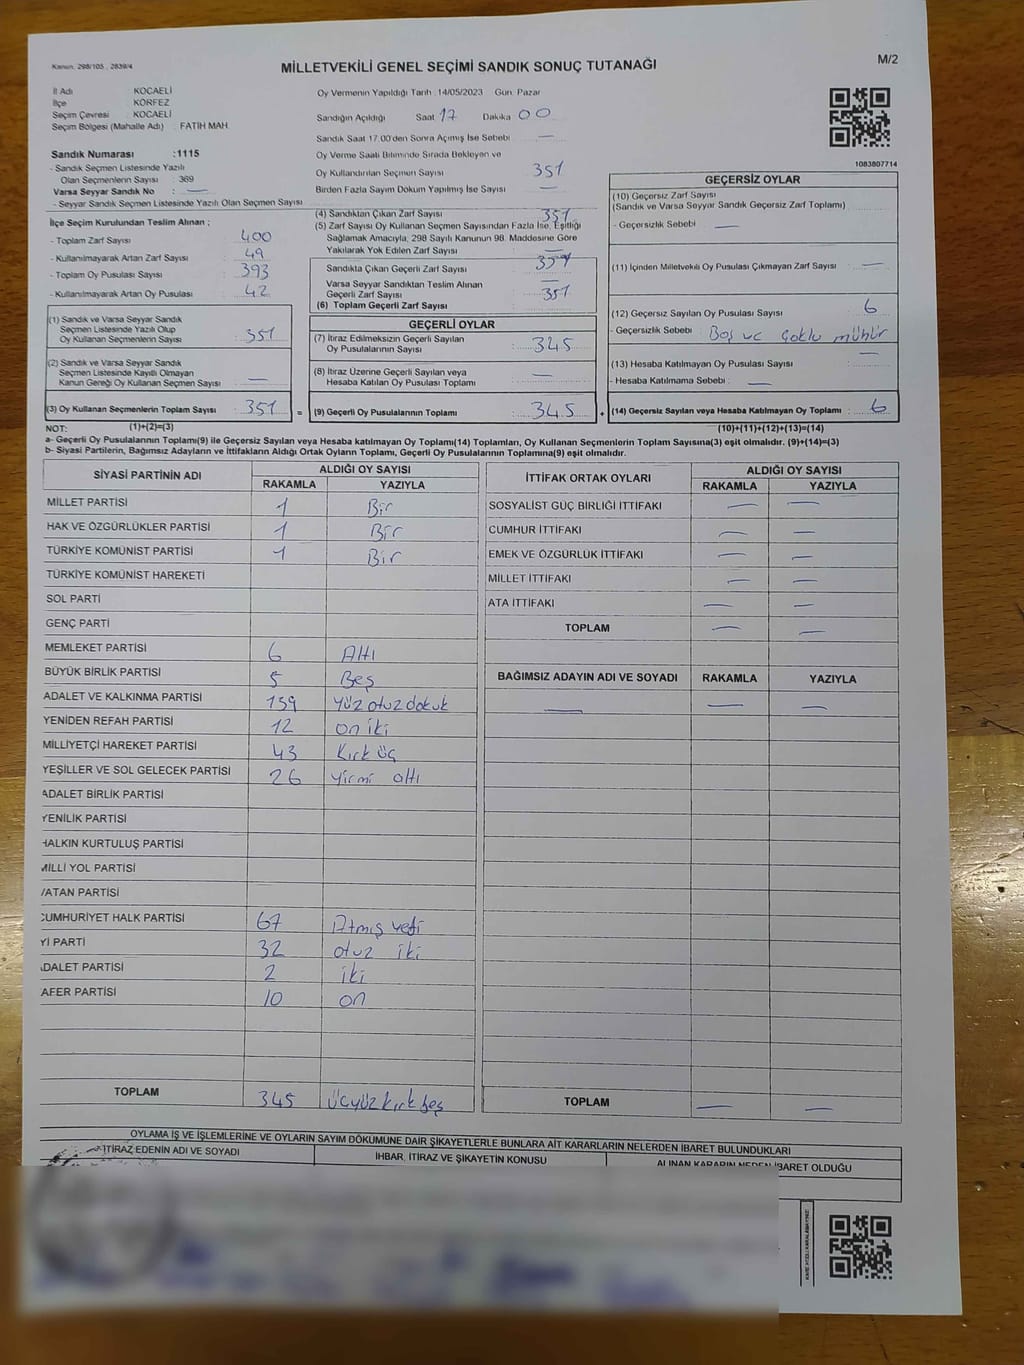 Kanun. 298/105 , 2839/4
MİLLETVEKİLİ GENEL SEÇİMİ SANDIK SONUÇ TUTANAĞI
M/2
İl Adı : KOCAELİ
İlçe KÖRFEZ
Seçim Çevresi KOCAELİ
Seçim Bölgesi (Mahalle Adı) : FATİH MAH.
Oy Vermenin Yapıldığı Tarih :14/05/2023 Gün: Pazar
Sandığın Açıldığı Saat 17 Dakika 00
Sandık Saat 17.00'den Sonra Açımış İse Sebebi —
Sandık Numarası :1115
- Sandık Seçmen Listesinde Yazılı
Olan Seçmenlerin Sayısı : 369
Varsa Seyyar Sandık No : —
- Seyyar Sandık Seçmen Listesinde Yazılı Olan Seçmen Sayısı
Oy Verme Saati Bitiminde Sırada Bekleyen ve
Oy Kullandırılan Seçmen Sayısı 351
Birden Fazla Sayım Döküm Yapılmış İse Sayısı —
1083807714
İlçe Seçim Kurulundan Teslim Alınan ;
- Toplam Zarf Sayısı : 400
- Kullanılmayarak Artan Zarf Sayısı : 49
- Toplam Oy Pusulası Sayısı : 393
- Kullanılmayarak Artan Oy Pusulası : 42
(4) Sandıktan Çıkan Zarf Sayısı 351
(5) Zarf Sayısı Oy Kullanan Seçmen Sayısından Fazla İse, Eşitliği
Sağlamak Amacıyla, 298 Sayılı Kanunun 98. Maddesine Göre
Yakılarak Yok Edilen Zarf Sayısı : —
Sandıkta Çıkan Geçerli Zarf Sayısı 351
Varsa Seyyar Sandıktan Teslim Alınan
Geçerli Zarf Sayısı
(6) Toplam Geçerli Zarf Sayısı 351
GEÇERSİZ OYLAR
(10) Geçersiz Zarf Sayısı
(Sandık ve Varsa Seyyar Sandık Geçersiz Zarf Toplamı)
- Geçersizlik Sebebi : —
(11) İçinden Milletvekili Oy Pusulası Çıkmayan Zarf Sayısı —
(12) Geçersiz Sayılan Oy Pusulası Sayısı 6
- Geçersizlik Sebebi : Boş ve Çoklu mühür
(13) Hesaba Katılmayan Oy Pusulası Sayısı —
- Hesaba Katılmama Sebebi : —
(1) Sandık ve Varsa Seyyar Sandık
Seçmen Listesinde Yazılı Olup
Oy Kullanan Seçmenlerin Sayısı : 351
(2) Sandık ve Varsa Seyyar Sandık
Seçmen Listesinde Kayıtlı Olmayan
Kanun Gereği Oy Kullanan Seçmen Sayısı : —
GEÇERLİ OYLAR
(7) İtiraz Edilmeksizin Geçerli Sayılan
Oy Pusulalarının Sayısı : 345
(8) İtiraz Üzerine Geçerli Sayılan veya
Hesaba Katılan Oy Pusulası Toplamı —
(3) Oy Kullanan Seçmenlerin Toplam Sayısı : 351 = (9) Geçerli Oy Pusulalarının Toplamı : 345 + (14) Geçersiz Sayılan veya Hesaba Katılmayan Oy Toplamı : 6
NOT: (1)+(2)=(3) (10)+(11)+(12)+(13)=(14)
a- Geçerli Oy Pusulalarının Toplamı(9) ile Geçersiz Sayılan veya Hesaba katılmayan Oy Toplamı(14) Toplamları, Oy Kullanan Seçmenlerin Toplam Sayısına(3) eşit olmalıdır. (9)+(14)=(3)
b- Siyasi Partilerin, Bağımsız Adayların ve İttifakların Aldığı Ortak Oyların Toplamı, Geçerli Oy Pusulalarının Toplamına(9) eşit olmalıdır.
SİYASİ PARTİNİN ADI ALDIĞI OY SAYISI
RAKAMLA YAZIYLA
MİLLET PARTİSİ 1 Bir
HAK VE ÖZGÜRLÜKLER PARTİSİ 1 Bir
TÜRKİYE KOMÜNİST PARTİSİ 1 Bir
TÜRKİYE KOMÜNİST HAREKETİ
SOL PARTİ
GENÇ PARTİ
MEMLEKET PARTİSİ 6 Altı
BÜYÜK BİRLİK PARTİSİ 5 Beş
ADALET VE KALKINMA PARTİSİ 139 Yüz otuz dokuk
YENİDEN REFAH PARTİSİ 12 on iki
MİLLİYETÇİ HAREKET PARTİSİ 43 Kırk üç
YEŞİLLER VE SOL GELECEK PARTİSİ 26 Yirmi altı
ADALET BİRLİK PARTİSİ
YENİLİK PARTİSİ
HALKIN KURTULUŞ PARTİSİ
MİLLİ YOL PARTİSİ
VATAN PARTİSİ
CUMHURİYET HALK PARTİSİ 67 Atmış yedi
İYİ PARTİ 32 otuz iki
ADALET PARTİSİ 2 iki
ZAFER PARTİSİ 10 on
TOPLAM 345 Üçyüz kırk beş
İTTİFAK ORTAK OYLARI ALDIĞI OY SAYISI
RAKAMLA YAZIYLA
SOSYALİST GÜÇ BİRLİĞİ İTTİFAKI — —
CUMHUR İTTİFAKI — —
EMEK VE ÖZGÜRLÜK İTTİFAKI — —
MİLLET İTTİFAKI — —
ATA İTTİFAKI — —
TOPLAM — —
BAĞIMSIZ ADAYIN ADI VE SOYADI RAKAMLA YAZIYLA
— — —
TOPLAM — —
OYLAMA İŞ VE İŞLEMLERİNE VE OYLARIN SAYIM DÖKÜMÜNE DAİR ŞİKAYETLERLE BUNLARA AİT KARARLARIN NELERDEN İBARET BULUNDUKLARI
İTİRAZ EDENİN ADI VE SOYADI İHBAR, İTİRAZ VE ŞİKAYETİN KONUSU ALINAN KARARIN NEDEN İBARET OLDUĞU